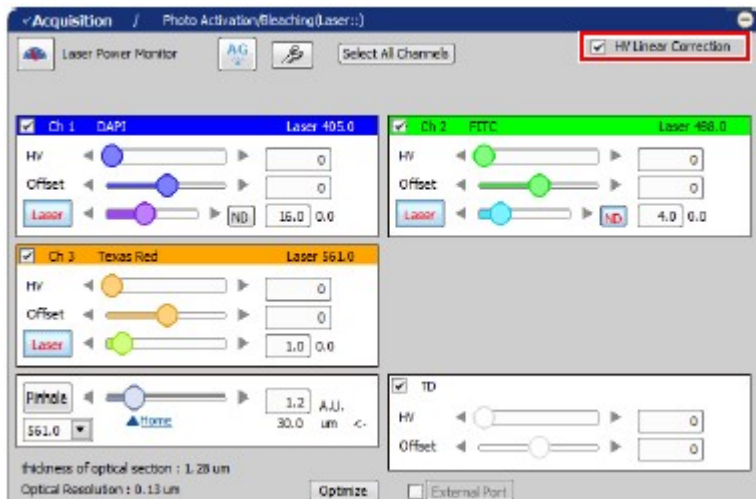 Acquisition / Photo Activation/Bleaching(Laser::)
Laser Power Monitor AG Select All Channels HV Linear Correction
Ch 1 DAPI Laser 405.0
HV 0
Offset 0
Laser ND 16.0 0.0
Ch 2 FITC Laser 488.0
HV 0
Offset 0
Laser ND 4.0 0.0
Ch 3 Texas Red Laser 561.0
HV 0
Offset 0
Laser 1.0 0.0
Pinhole 1.2 A.U.
Home 30.0 um <-
561.0
TD
HV 0
Offset 0
thickness of optical section : 1.28 um
Optical Resolution : 0.13 um Optimize External Port